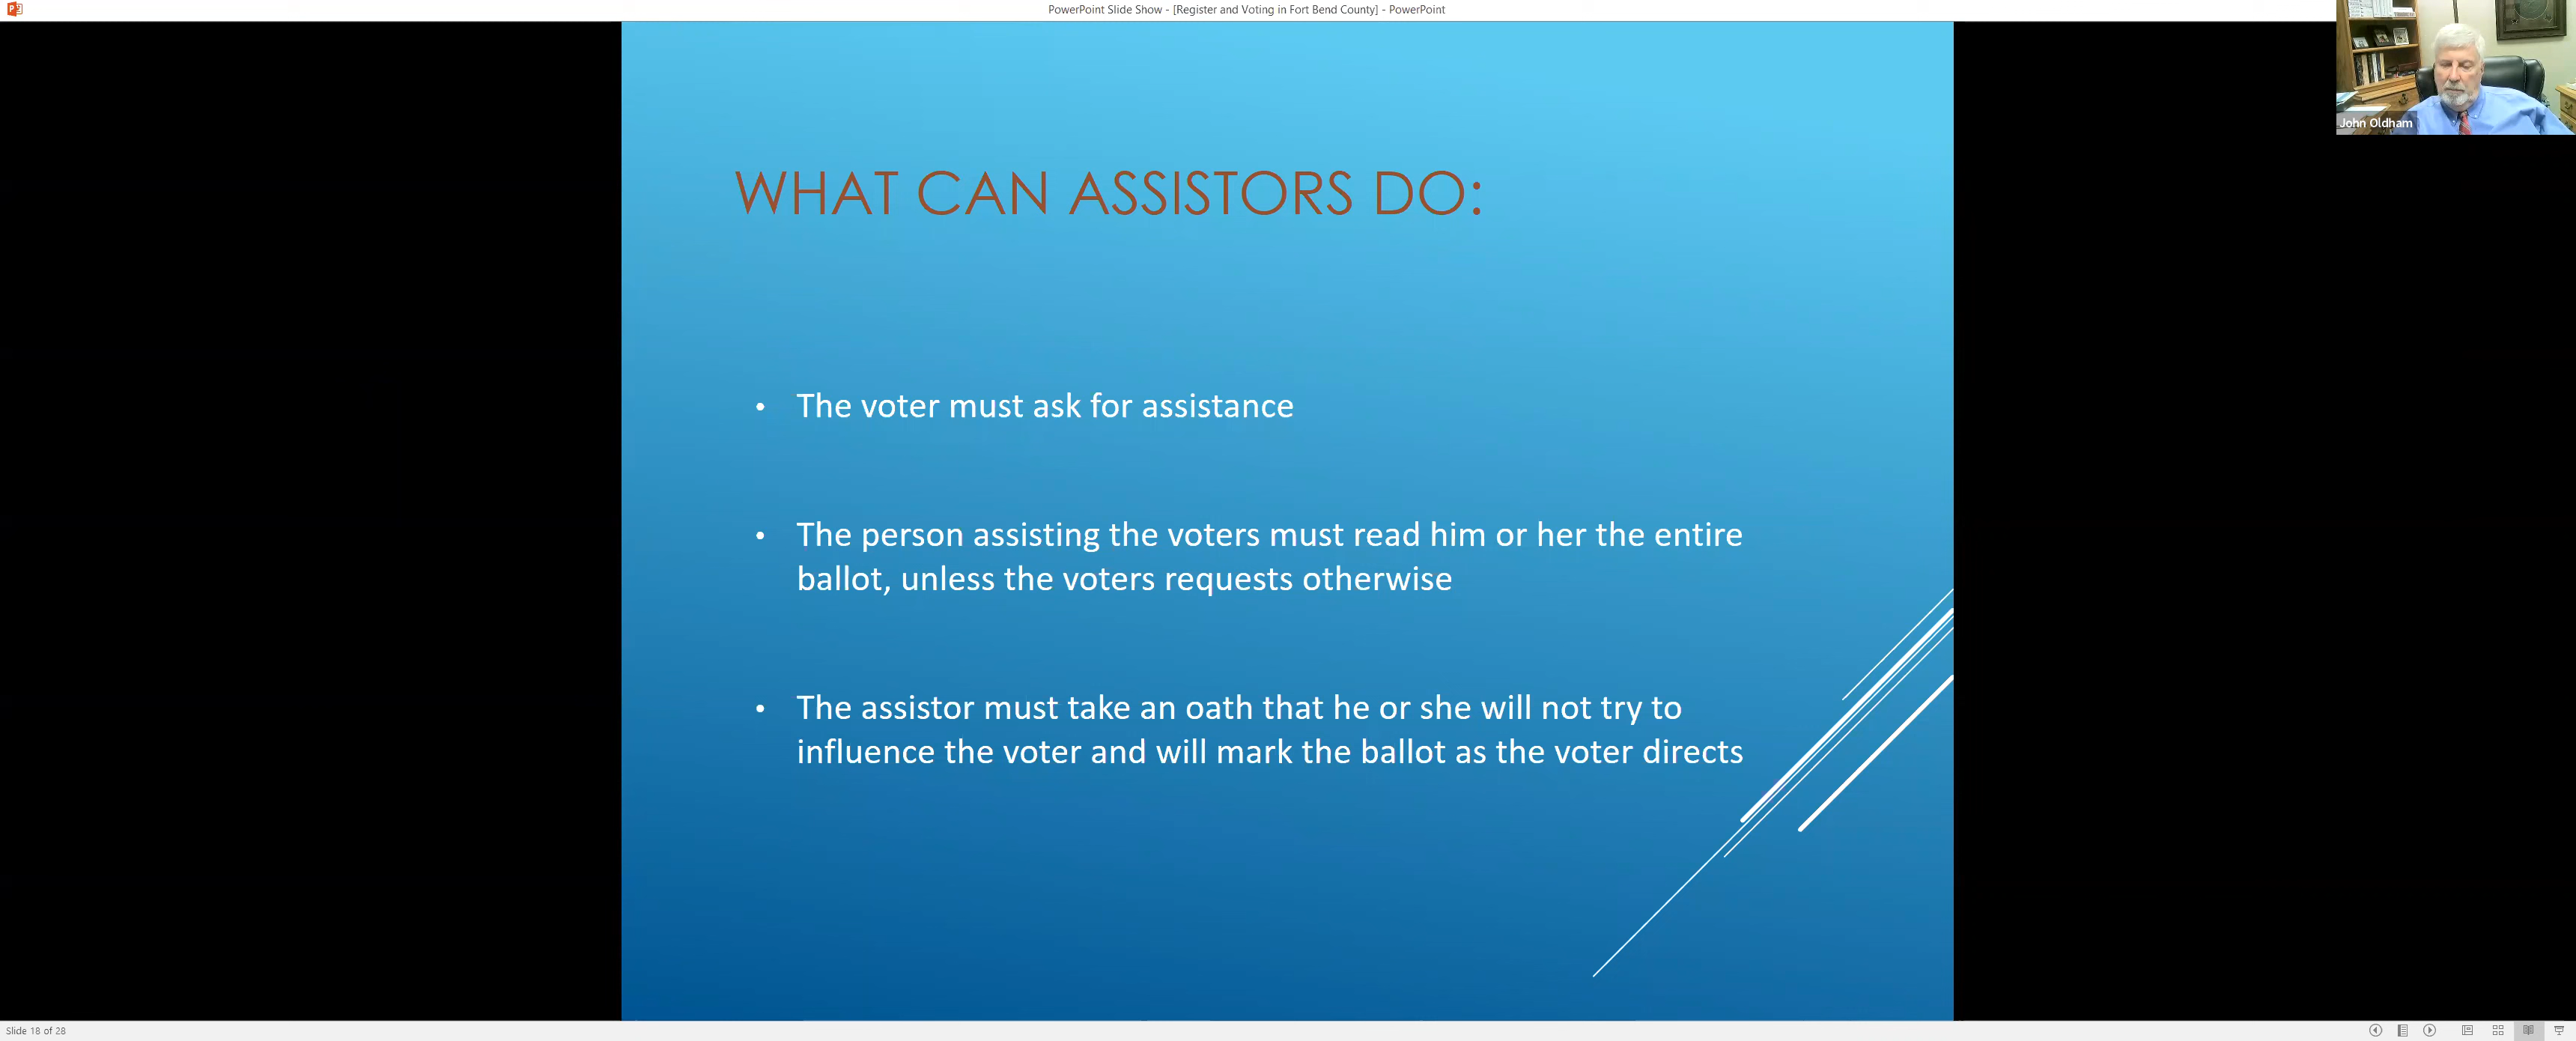 PowerPoint Slide Show - [Register and Voting in Fort Bend County] - PowerPoint
John Oldham
WHAT CAN ASSISTORS DO:
• The voter must ask for assistance
• The person assisting the voters must read him or her the entire
ballot, unless the voters requests otherwise
• The assistor must take an oath that he or she will not try to
influence the voter and will mark the ballot as the voter directs
Slide 18 of 28